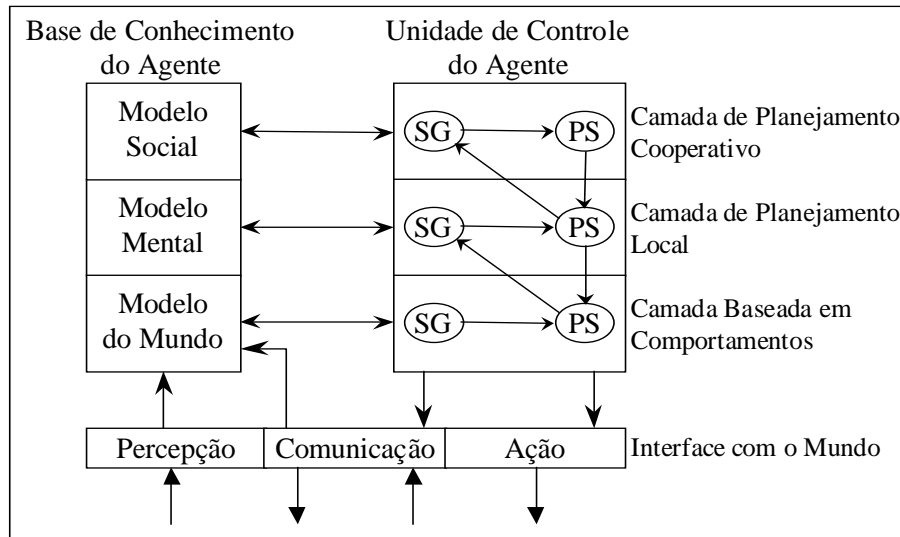 Base de Conhecimento
do Agente
Unidade de Controle
do Agente
Modelo
Social
SG
PS
Camada de Planejamento
Cooperativo
Modelo
Mental
SG
PS
Camada de Planejamento
Local
Modelo
do Mundo
SG
PS
Camada Baseada em
Comportamentos
Percepção
Comunicação
Ação
Interface com o Mundo